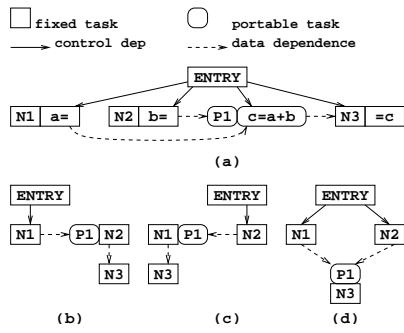 fixed task portable task
control dep data dependence
ENTRY
N1 a= N2 b= P1 c=a+b N3 =c
(a)
ENTRY ENTRY ENTRY
N1 P1 N2 N1 P1 N2 N1 N2
N3 N3 P1
N3
(b) (c) (d)